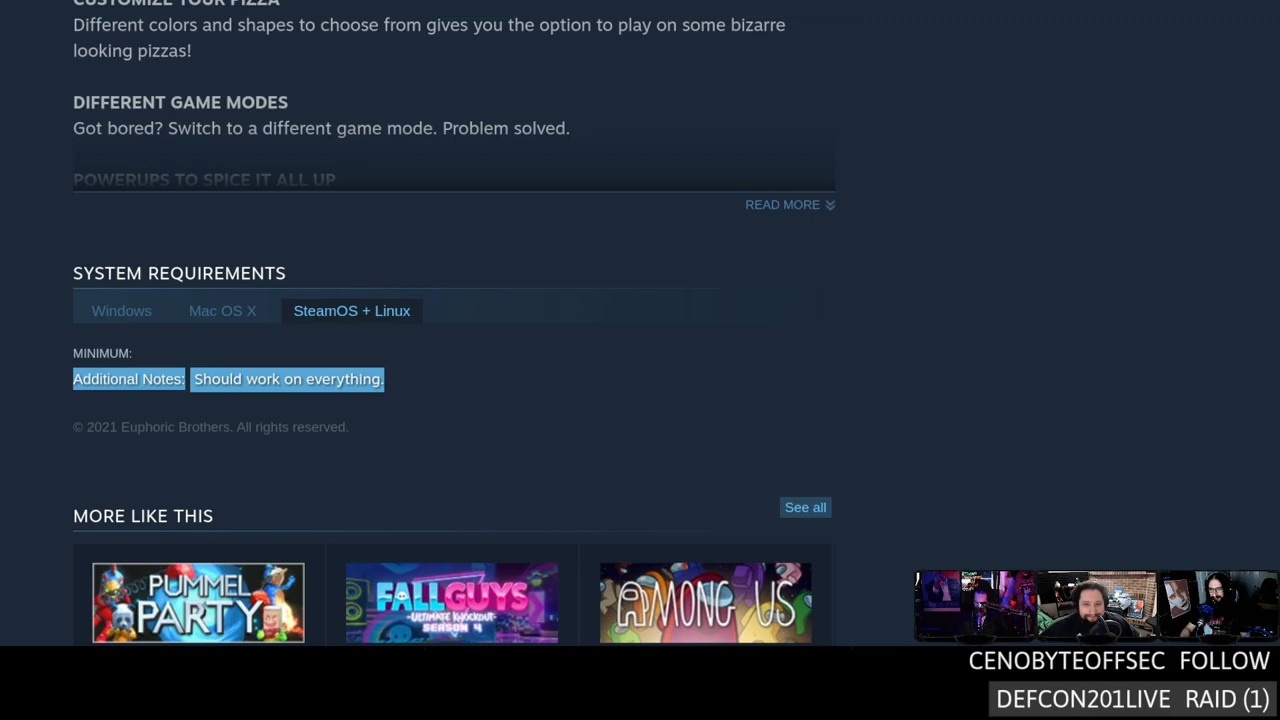 CUSTOMIZE YOUR PIZZA
Different colors and shapes to choose from gives you the option to play on some bizarre
looking pizzas!
DIFFERENT GAME MODES
Got bored? Switch to a different game mode. Problem solved.
POWERUPS TO SPICE IT ALL UP
READ MORE
SYSTEM REQUIREMENTS
Windows Mac OS X SteamOS + Linux
MINIMUM:
Additional Notes: Should work on everything.
© 2021 Euphoric Brothers. All rights reserved.
See all
MORE LIKE THIS
PUMMEL
PARTY
FALL GUYS
ULTIMATE KNOCKOUT
SEASON 4
AMONG US
CENOBYTEOFFSEC FOLLOW
DEFCON201LIVE RAID (1)